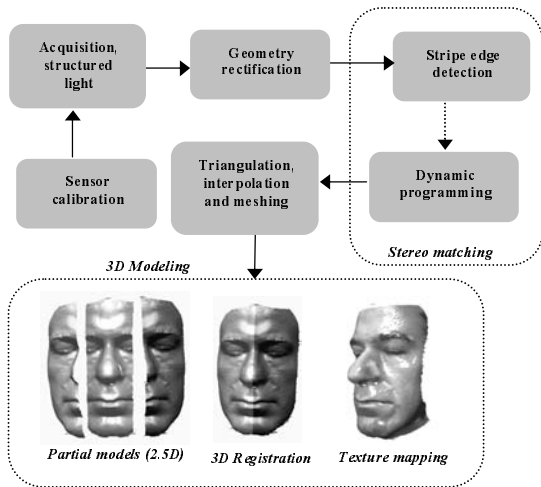 Acquisition,
structured
light
Geometry
rectification
Stripe edge
detection
Sensor
calibration
Triangulation,
interpolation
and meshing
Dynamic
programming
Stereo matching
3D Modeling
Partial models (2.5D)
3D Registration
Texture mapping